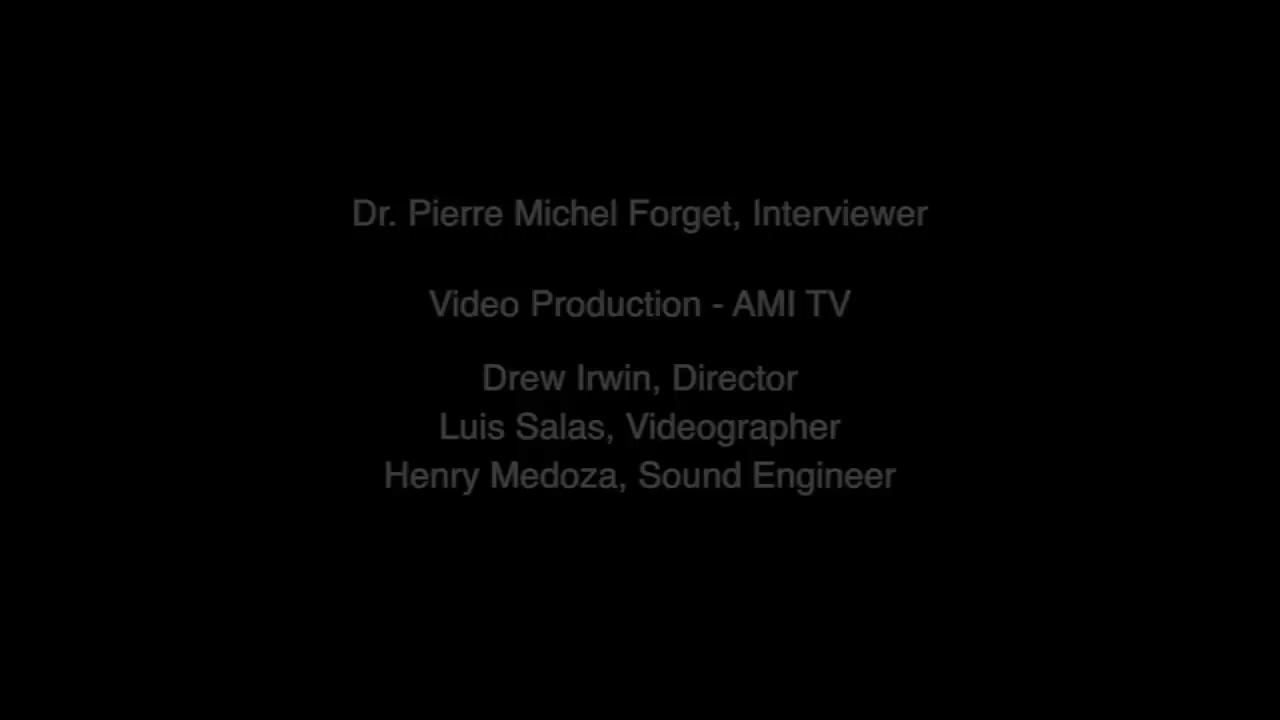 Dr. Pierre Michel Forget, Interviewer
Video Production - AMI TV
Drew Irwin, Director
Luis Salas, Videographer
Henry Medoza, Sound Engineer